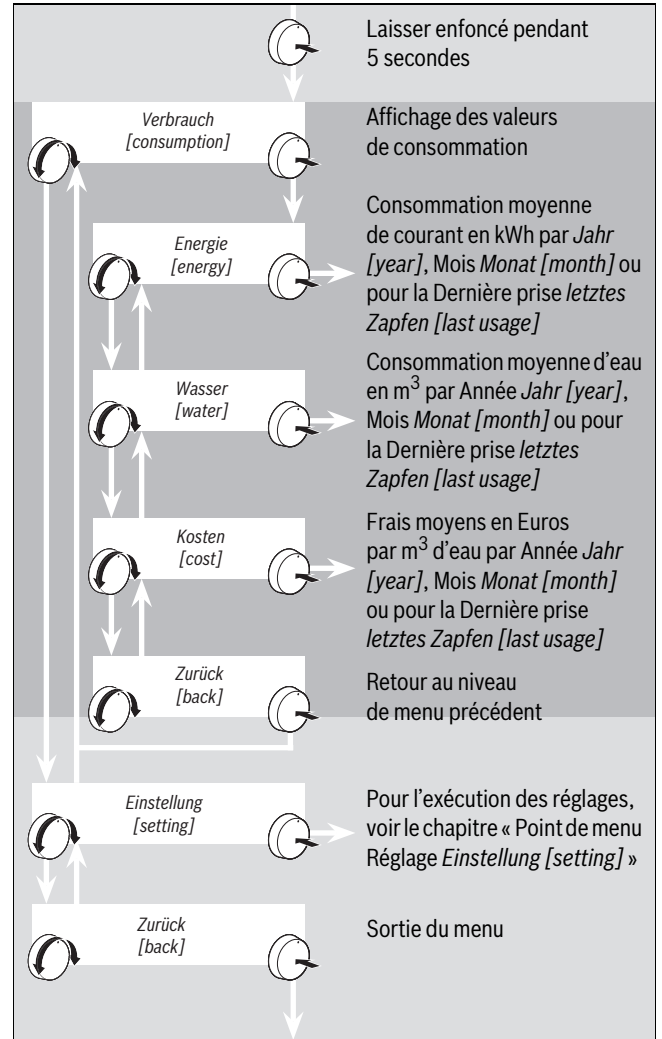 Laisser enfoncé pendant
5 secondes
Verbrauch
[consumption]
Affichage des valeurs
de consommation
Energie
[energy]
Consommation moyenne
de courant en kWh par Jahr
[year], Mois Monat [month] ou
pour la Dernière prise letztes
Zapfen [last usage]
Wasser
[water]
Consommation moyenne d'eau
en m³ par Année Jahr [year],
Mois Monat [month] ou pour
la Dernière prise letztes
Zapfen [last usage]
Kosten
[cost]
Frais moyens en Euros
par m³ d'eau par Année Jahr
[year], Mois Monat [month]
ou pour la Dernière prise
letztes Zapfen [last usage]
Zurück
[back]
Retour au niveau
de menu précédent
Einstellung
[setting]
Pour l'exécution des réglages,
voir le chapitre « Point de menu
Réglage Einstellung [setting] »
Zurück
[back]
Sortie du menu